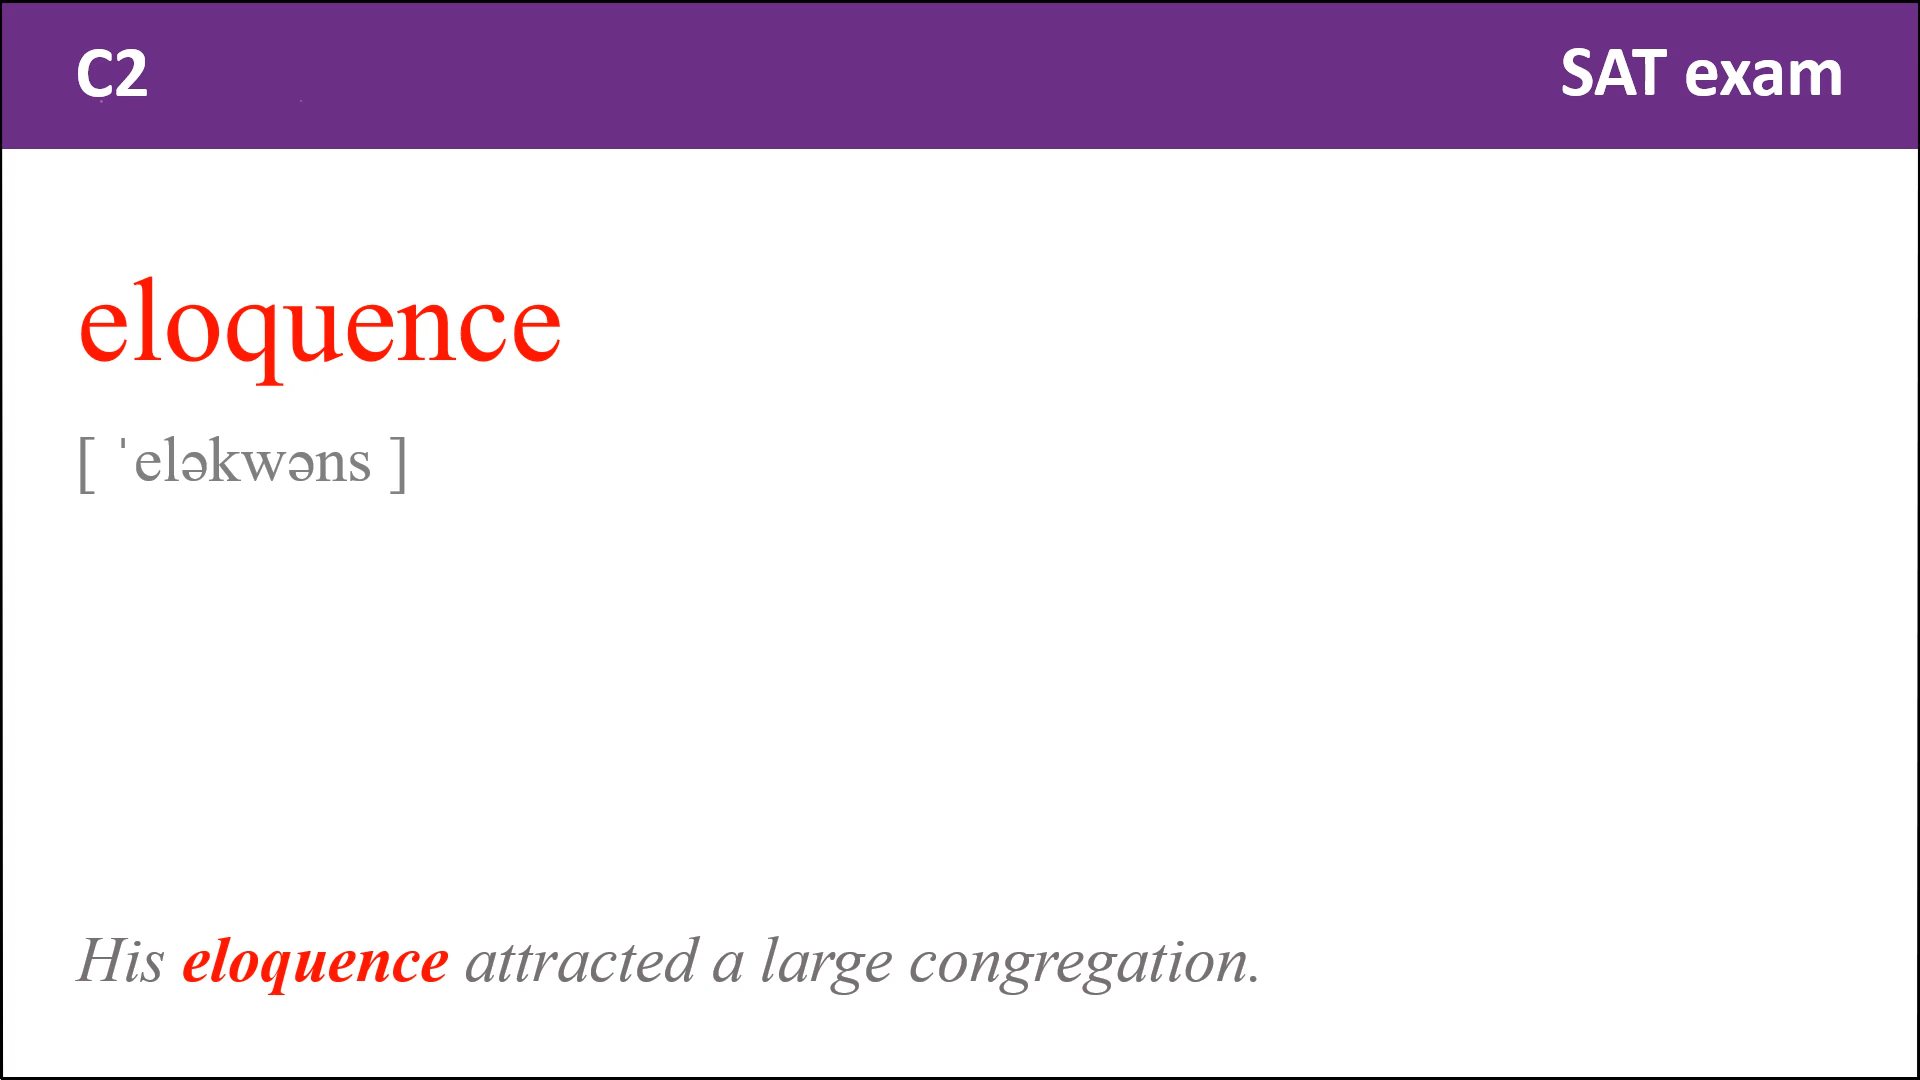 C2
SAT exam
eloquence
[ ˈeləkwəns ]
His eloquence attracted a large congregation.